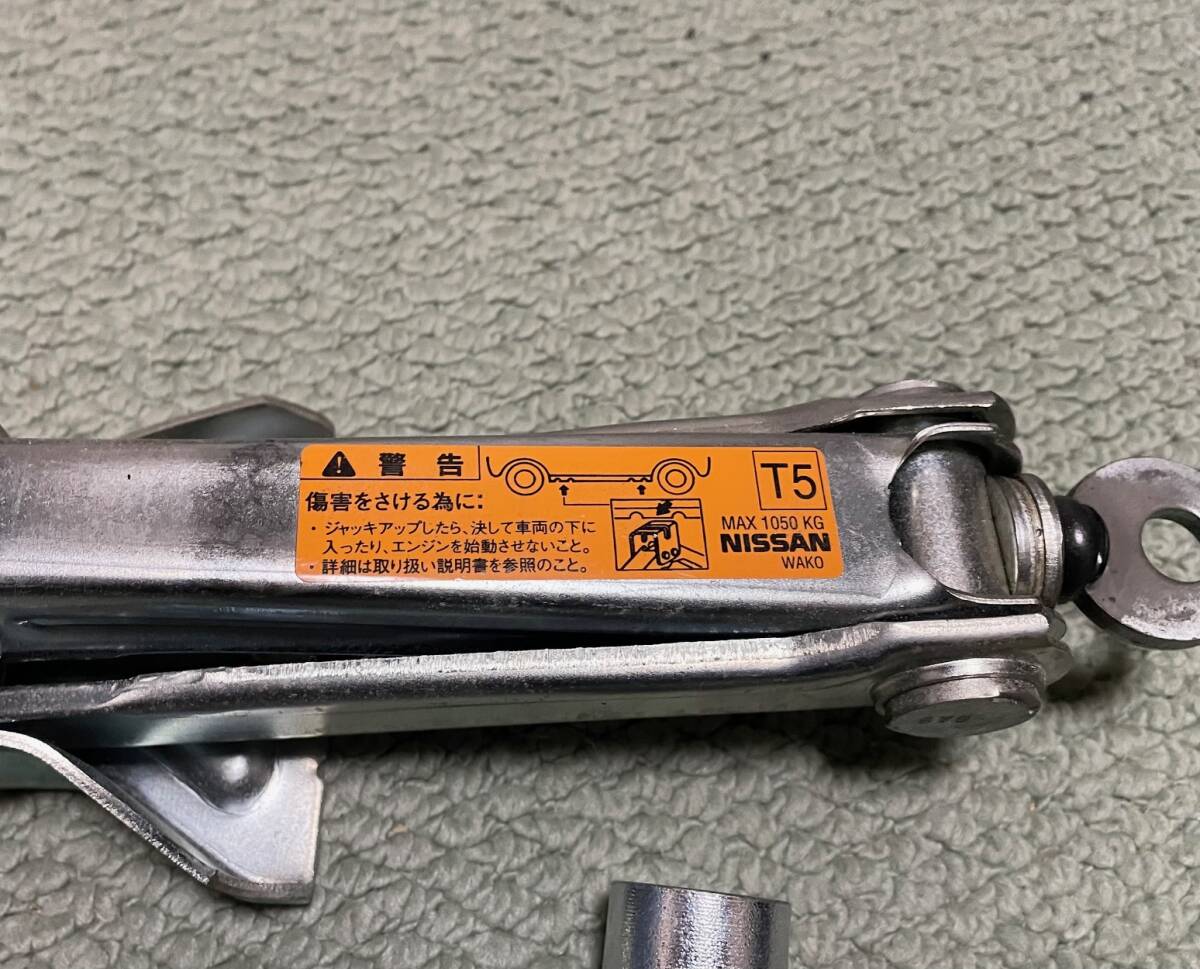 警告
傷害をさける為に:
・ジャッキアップしたら、決して車両の下に
入ったり、エンジンを始動させないこと。
・詳細は取り扱い説明書を参照のこと。
T5
MAX 1050 KG
NISSAN
WAKO